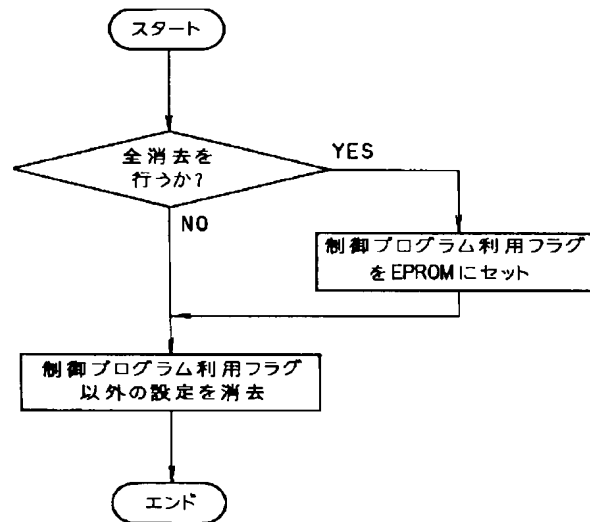 スタート
全消去を
行うか?
YES
NO
制御プログラム利用フラグ
をEPROMにセット
制御プログラム利用フラグ
以外の設定を消去
エンド